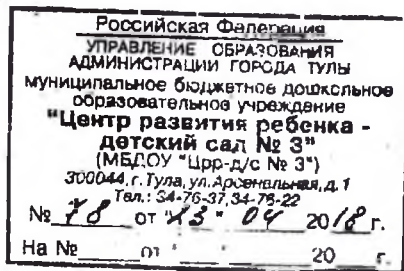 Российская Федерация
УПРАВЛЕНИЕ ОБРАЗОВАНИЯ
АДМИНИСТРАЦИИ ГОРОДА ТУЛЫ
муниципальное бюджетное дошкольное
образовательное учреждение
"Центр развития ребенка -
детский сад № 3"
(МБДОУ "Црр-д/с № 3")
300044, г. Тула, ул. Арсенальная, д. 1
Тел.: 34-76-37, 34-76-22
№ 78 от "23" 04 2018 г.
На № от " " 20 г.